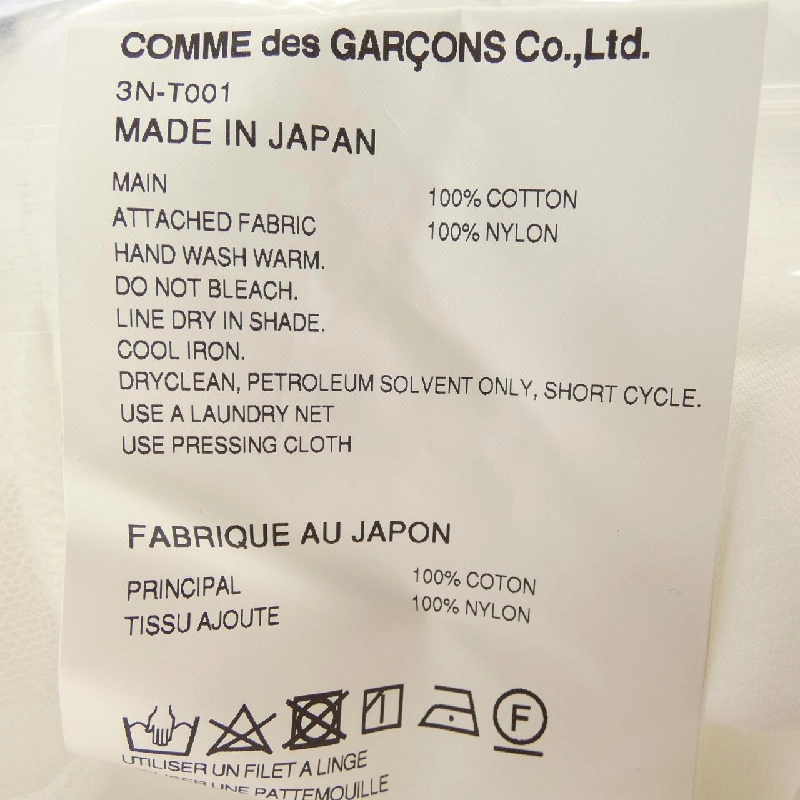 COMME des GARÇONS Co.,Ltd.
3N-T001
MADE IN JAPAN
MAIN 100% COTTON
ATTACHED FABRIC 100% NYLON
HAND WASH WARM.
DO NOT BLEACH.
LINE DRY IN SHADE.
COOL IRON.
DRYCLEAN, PETROLEUM SOLVENT ONLY, SHORT CYCLE.
USE A LAUNDRY NET
USE PRESSING CLOTH
FABRIQUE AU JAPON
PRINCIPAL 100% COTON
TISSU AJOUTE 100% NYLON
F
UTILISER UN FILET A LINGE
UNE PATTEMOUILLE